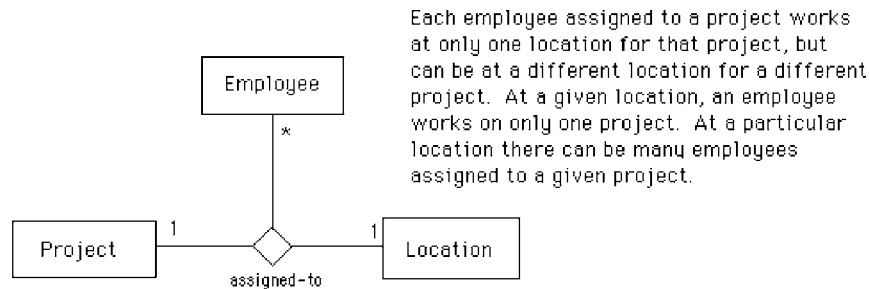 Each employee assigned to a project works
at only one location for that project, but
can be at a different location for a different
project. At a given location, an employee
works on only one project. At a particular
location there can be many employees
assigned to a given project.
Employee
*
Project
1
1
Location
assigned-to